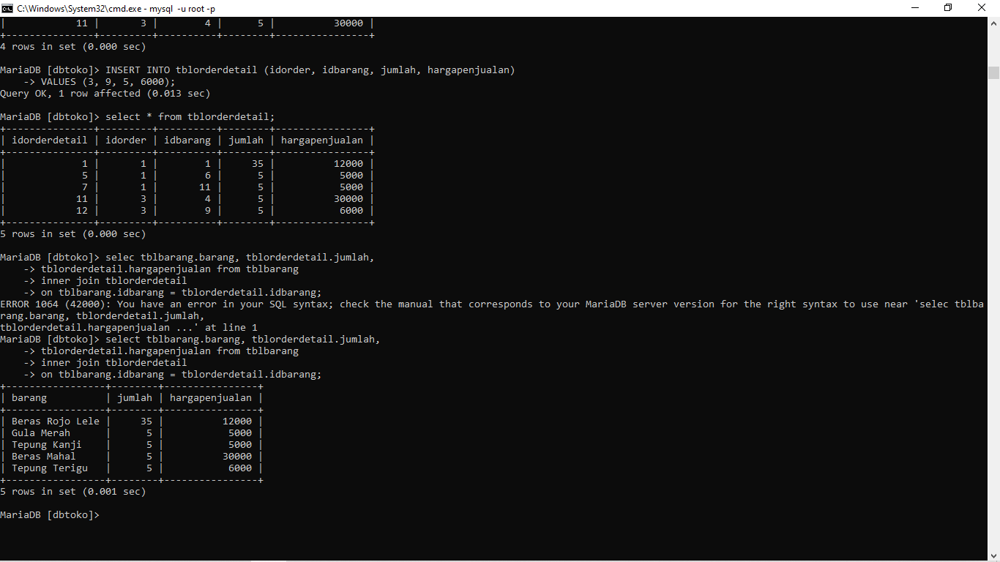 C:\Windows\System32\cmd.exe - mysql  -u root -p
|            11 |       3 |        4 |      5 |          30000 |
+---------------+---------+----------+--------+----------------+
4 rows in set (0.000 sec)
MariaDB [dbtoko]> INSERT INTO tblorderdetail (idorder, idbarang, jumlah, hargapenjualan)
    -> VALUES (3, 9, 5, 6000);
Query OK, 1 row affected (0.013 sec)
MariaDB [dbtoko]> select * from tblorderdetail;
+---------------+---------+----------+--------+----------------+
| idorderdetail | idorder | idbarang | jumlah | hargapenjualan |
+---------------+---------+----------+--------+----------------+
|             1 |       1 |        1 |     35 |          12000 |
|             5 |       1 |        6 |      5 |           5000 |
|             7 |       1 |       11 |      5 |           5000 |
|            11 |       3 |        4 |      5 |          30000 |
|            12 |       3 |        9 |      5 |           6000 |
+---------------+---------+----------+--------+----------------+
5 rows in set (0.000 sec)
MariaDB [dbtoko]> selec tblbarang.barang, tblorderdetail.jumlah,
    -> tblorderdetail.hargapenjualan from tblbarang
    -> inner join tblorderdetail
    -> on tblbarang.idbarang = tblorderdetail.idbarang;
ERROR 1064 (42000): You have an error in your SQL syntax; check the manual that corresponds to your MariaDB server version for the right syntax to use near 'selec tblba
rang.barang, tblorderdetail.jumlah,
tblorderdetail.hargapenjualan ...' at line 1
MariaDB [dbtoko]> select tblbarang.barang, tblorderdetail.jumlah,
    -> tblorderdetail.hargapenjualan from tblbarang
    -> inner join tblorderdetail
    -> on tblbarang.idbarang = tblorderdetail.idbarang;
+-----------------+--------+----------------+
| barang          | jumlah | hargapenjualan |
+-----------------+--------+----------------+
| Beras Rojo Lele |     35 |          12000 |
| Gula Merah      |      5 |           5000 |
| Tepung Kanji    |      5 |           5000 |
| Beras Mahal     |      5 |          30000 |
| Tepung Terigu   |      5 |           6000 |
+-----------------+--------+----------------+
5 rows in set (0.001 sec)
MariaDB [dbtoko]>